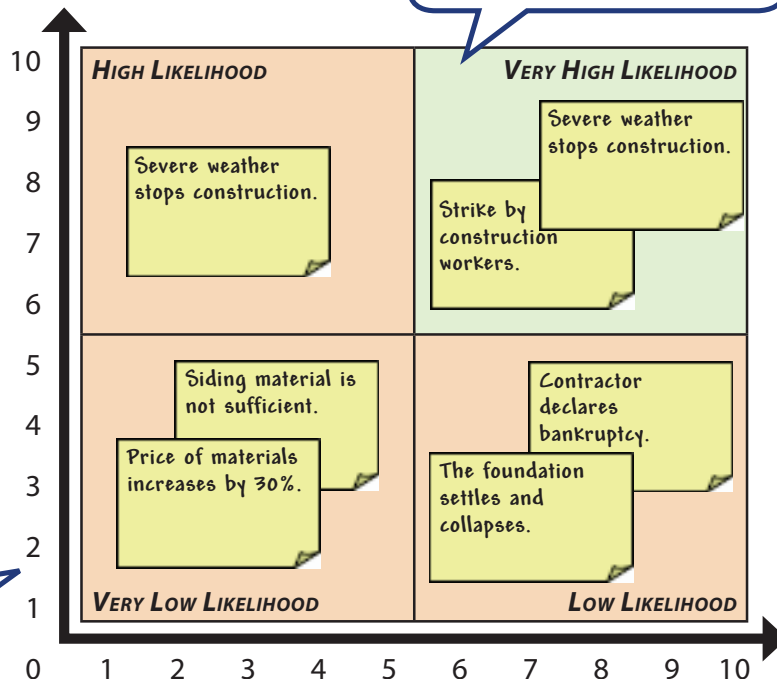 10
9
8
7
6
5
4
3
2
1
0
HIGH LIKELIHOOD
Severe weather
stops construction.
VERY HIGH LIKELIHOOD
Severe weather
stops construction.
Strike by
construction
workers.
Siding material is
not sufficient.
Price of materials
increases by 30%.
VERY LOW LIKELIHOOD
Contractor
declares
bankruptcy.
The foundation
settles and
collapses.
LOW LIKELIHOOD
1 2 3 4 5 6 7 8 9 10